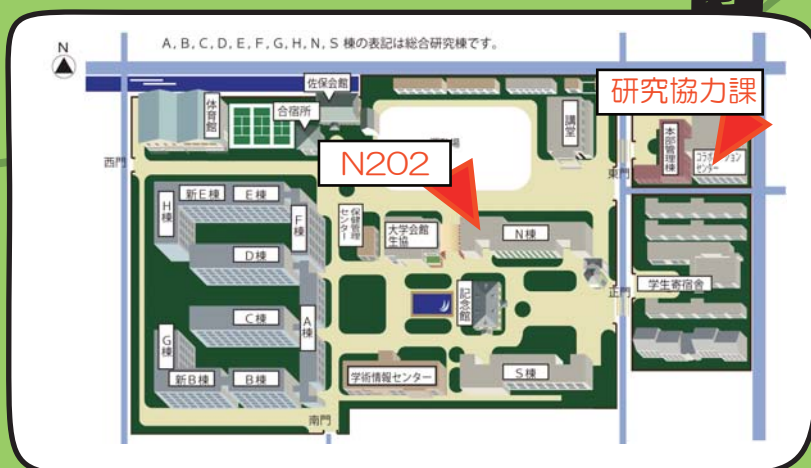 A, B, C, D, E, F, G, H, N, S 棟の表記は総合研究棟です。
N
佐保会館
体育館
合宿所
講堂
研究協力課
本部管理棟
センター
西門
東門
N202
場
新E棟
E棟
H棟
F棟
保健管理センター
大学会館
生協
N棟
D棟
記念館
正門
学生寄宿舎
C棟
A棟
G棟
新B棟
B棟
学術情報センター
S棟
南門